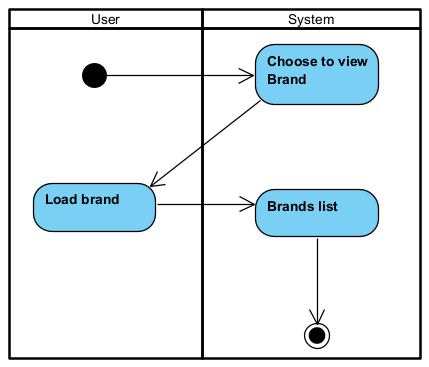 User
System
Choose to view
Brand
Load brand
Brands list